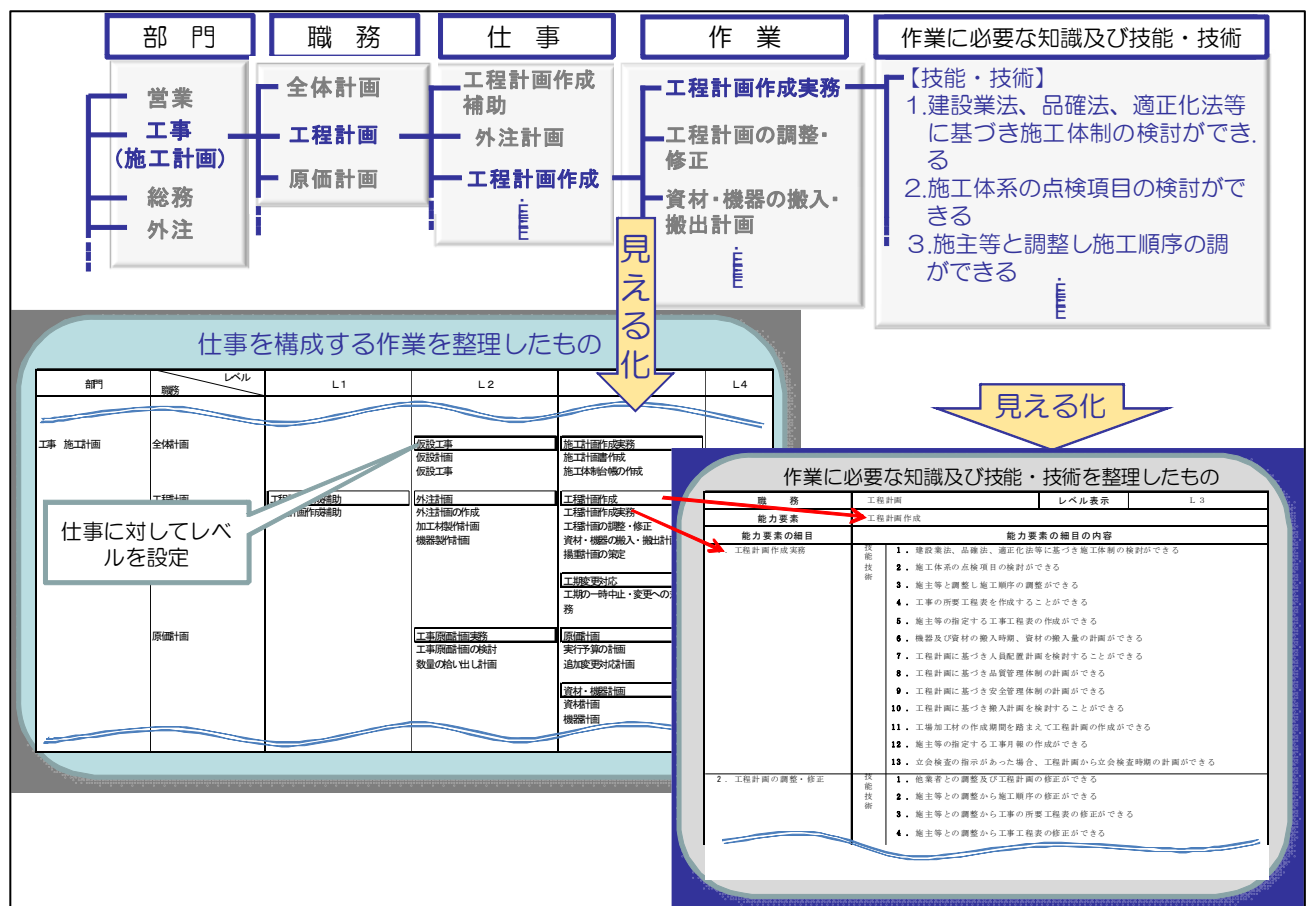 部 門
職 務
仕 事
作 業
作業に必要な知識及び技能・技術
営業
工事
(施工計画)
総務
外注
全体計画
工程計画
原価計画
工程計画作成
補助
外注計画
工程計画作成
工程計画作成実務
工程計画の調整・
修正
資材・機器の搬入・
搬出計画
【技能・技術】
1.建設業法、品確法、適正化法等
に基づき施工体制の検討ができ.
る
2.施工体系の点検項目の検討がで
きる
3.施主等と調整し施工順序の調
ができる
見える化
見える化
仕事を構成する作業を整理したもの
部門
レベル
職務
L1
L2
L4
工事 施工計画
全体計画
仮設工事
仮設計画
仮設工事
施工計画作成実務
施工計画書作成
施工体制台帳の作成
外注計画
外注計画の作成
加工材製作計画
機器製作計画
工程計画作成
工程計画作成実務
工程計画の調整・修正
資材・機器の搬入・搬出計
揚重計画の策定
工期変更対応
工期の一時中止・変更への
務
原価計画
工事原価計画実務
工事原価計画の検討
数量の拾い出し計画
原価計画
実行予算の計画
追加変更対応計画
資材・機器計画
資材計画
機器計画
仕事に対してレベ
ルを設定
作業に必要な知識及び技能・技術を整理したもの
職 務
工程計画
レベル表示
L3
能力要素
工程計画作成
能力要素の細目
能力要素の細目の内容
工程計画作成実務
技能技術
1.建設業法、品確法、適正化法等に基づき施工体制の検討ができる
2.施工体系の点検項目の検討ができる
3.施主等と調整し施工順序の調整ができる
4.工事の所要工程表を作成することができる
5.施主等の指定する工事工程表の作成ができる
6.機器及び資材の搬入時期、資材の搬入量の計画ができる
7.工程計画に基づき人員配置計画を検討することができる
8.工程計画に基づき品質管理体制の計画ができる
9.工程計画に基づき安全管理体制の計画ができる
10.工程計画に基づき搬入計画を検討することができる
11.工場加工材の作成期間を踏まえて工程計画の作成ができる
12.施主等の指定する工事月報の作成ができる
13.立会検査の指示があった場合、工程計画から立会検査時期の計画ができる
2.工程計画の調整・修正
技能技術
1.他業者との調整及び工程計画の修正ができる
2.施主等との調整から施工順序の修正ができる
3.施主等との調整から工事の所要工程表の修正ができる
4.施主等との調整から工事工程表の修正ができる